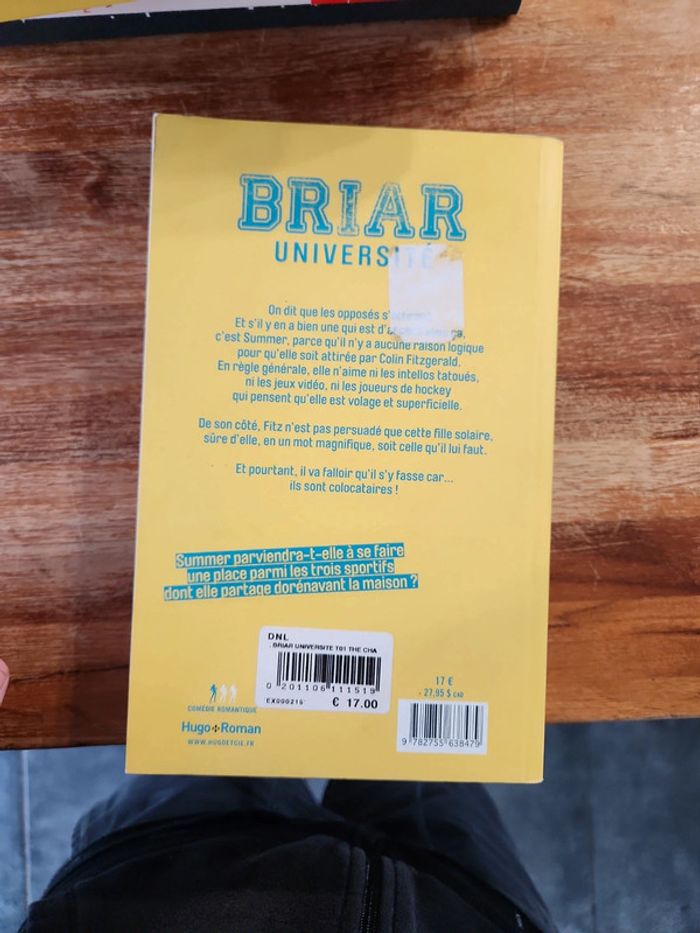 BRIAR
UNIVERSITÉ
On dit que les opposés
Et s'il y en a bien une qui est
c'est Summer, parce qu'il n'y a aucune raison logique
pour qu'elle soit attirée par Colin Fitzgerald.
En règle générale, elle n'aime ni les intellos tatoués,
ni les jeux vidéo, ni les joueurs de hockey
qui pensent qu'elle est volage et superficielle.
De son côté, Fitz n'est pas persuadé que cette fille solaire,
sûre d'elle, en un mot magnifique, soit celle qu'il lui faut.
Et pourtant, il va falloir qu'il s'y fasse car...
ils sont colocataires !
Summer parviendra-t-elle à se faire
une place parmi les trois sportifs
dont elle partage dorénavant la maison ?
DNL
. BRIAR UNIVERSITE T01 THE CHA
0 201106 111519
EX000215
€ 17.00
COMÉDIE ROMANTIQUE
Hugo+Roman
WWW.HUGOETCIE.FR
17 €
27,95 $ CAD
9 782755 638479